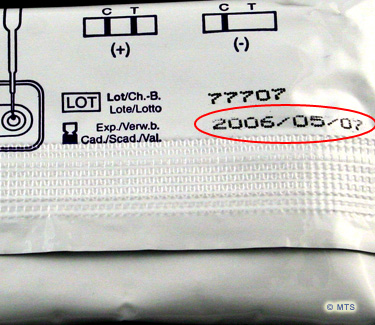 C T C T
(+) (-)
LOT Lot/Ch.-B. 77707
Lote/Lotto
Exp./Verw.b. 2006/05/07
Cad./Scad./Val.
© MTS